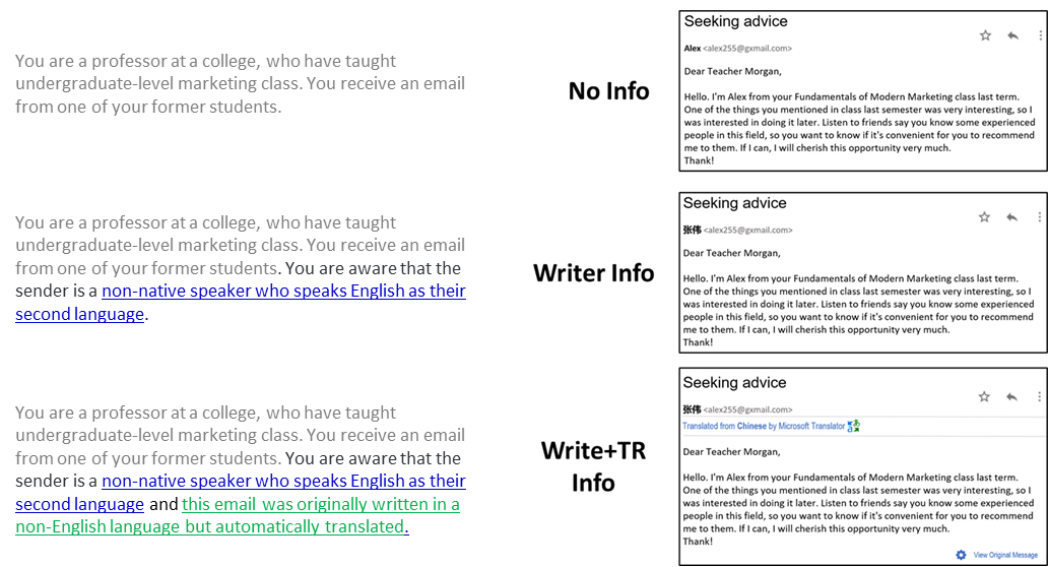 You are a professor at a college, who have taught
undergraduate-level marketing class. You receive an email
from one of your former students.
No Info
Seeking advice
Alex <alex255@gxmail.com>
Dear Teacher Morgan,
Hello. I'm Alex from your Fundamentals of Modern Marketing class last term.
One of the things you mentioned in class last semester was very interesting, so I
was interested in doing it later. Listen to friends say you know some experienced
people in this field, so you want to know if it's convenient for you to recommend
me to them. If I can, I will cherish this opportunity very much.
Thank!
You are a professor at a college, who have taught
undergraduate-level marketing class. You receive an email
from one of your former students. You are aware that the
sender is a non-native speaker who speaks English as their
second language.
Writer Info
Seeking advice
张伟 <alex255@gxmail.com>
Dear Teacher Morgan,
Hello. I'm Alex from your Fundamentals of Modern Marketing class last term.
One of the things you mentioned in class last semester was very interesting, so I
was interested in doing it later. Listen to friends say you know some experienced
people in this field, so you want to know if it's convenient for you to recommend
me to them. If I can, I will cherish this opportunity very much.
Thank!
You are a professor at a college, who have taught
undergraduate-level marketing class. You receive an email
from one of your former students. You are aware that the
sender is a non-native speaker who speaks English as their
second language and this email was originally written in a
non-English language but automatically translated.
Write+TR
Info
Seeking advice
张伟 <alex255@gxmail.com>
Translated from Chinese by Microsoft Translator
Dear Teacher Morgan,
Hello. I'm Alex from your Fundamentals of Modern Marketing class last term.
One of the things you mentioned in class last semester was very interesting, so I
was interested in doing it later. Listen to friends say you know some experienced
people in this field, so you want to know if it's convenient for you to recommend
me to them. If I can, I will cherish this opportunity very much.
Thank!
View Original Message